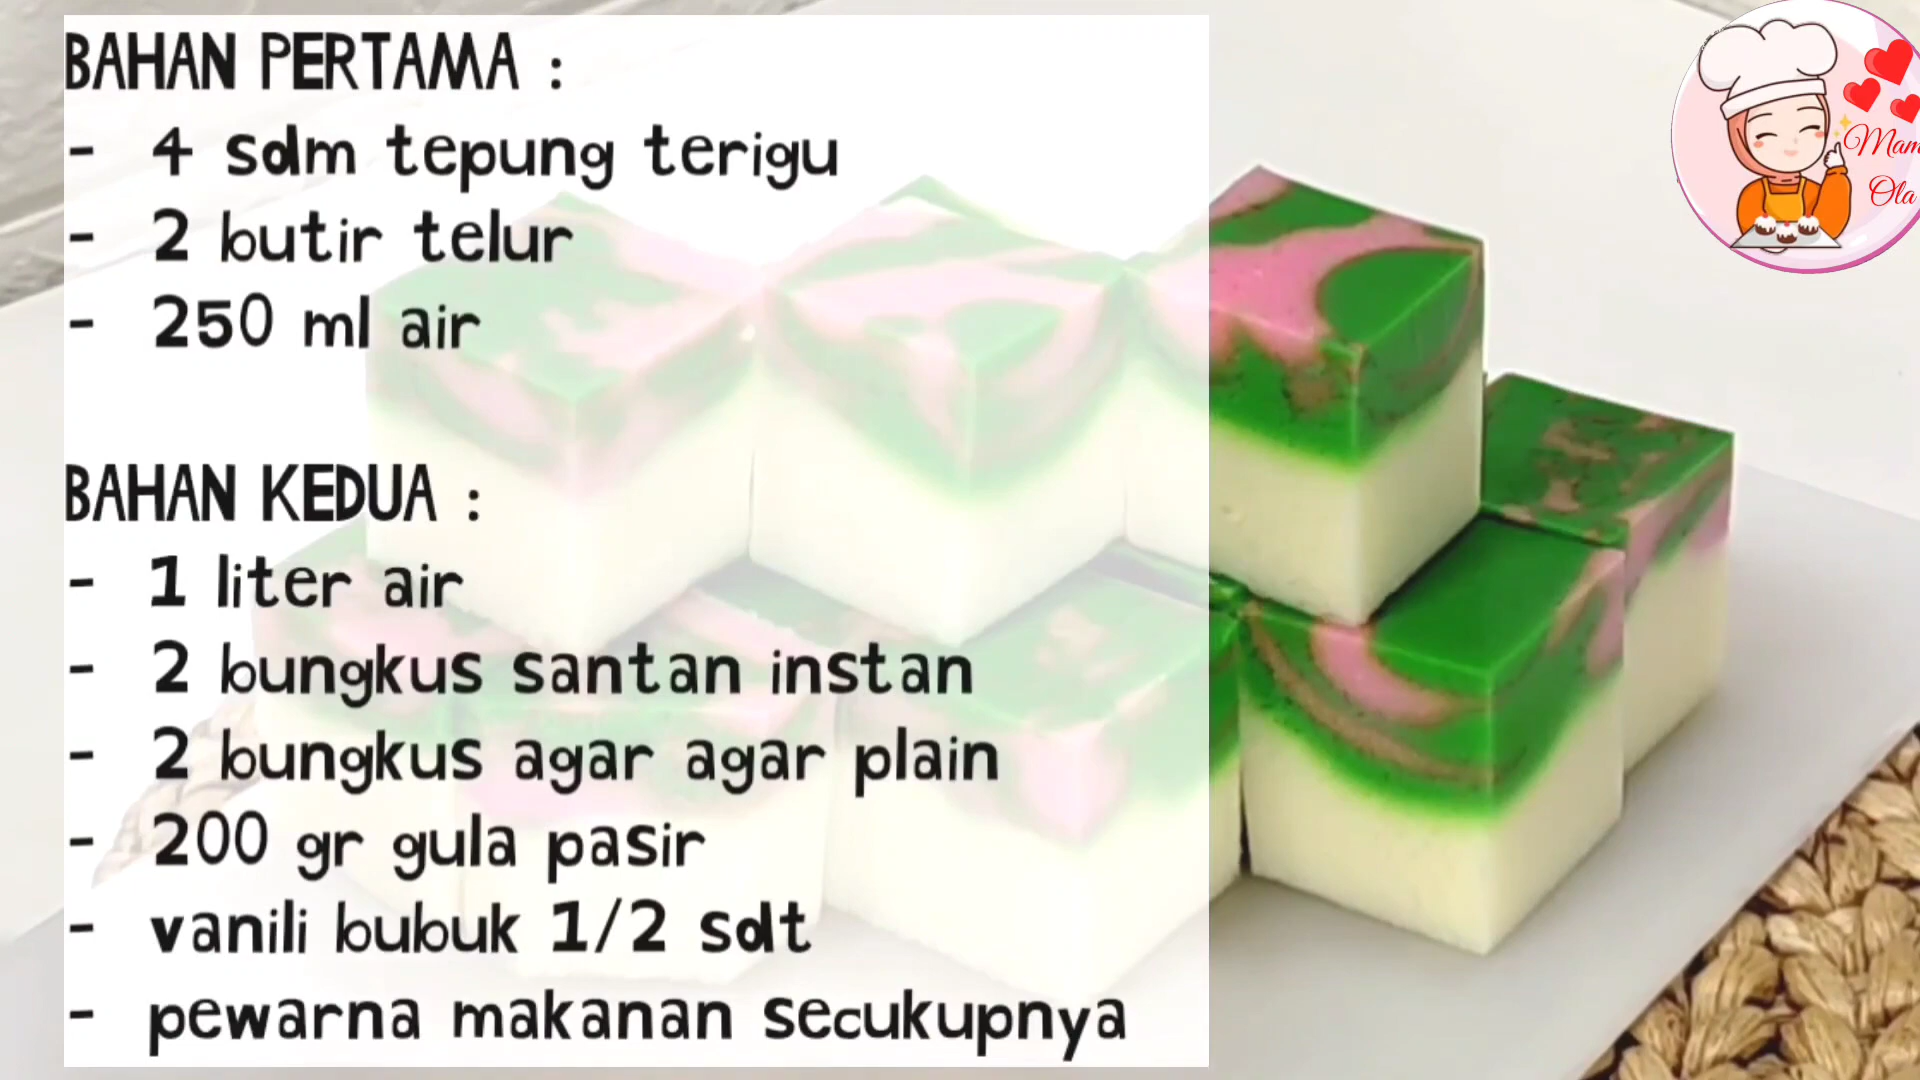 BAHAN PERTAMA :
- 4 sdm tepung terigu
- 2 butir telur
- 250 ml air
BAHAN KEDUA :
- 1 liter air
- 2 bungkus santan instan
- 2 bungkus agar agar plain
- 200 gr gula pasir
- vanili bubuk 1/2 sdt
- pewarna makanan secukupnya
Ola